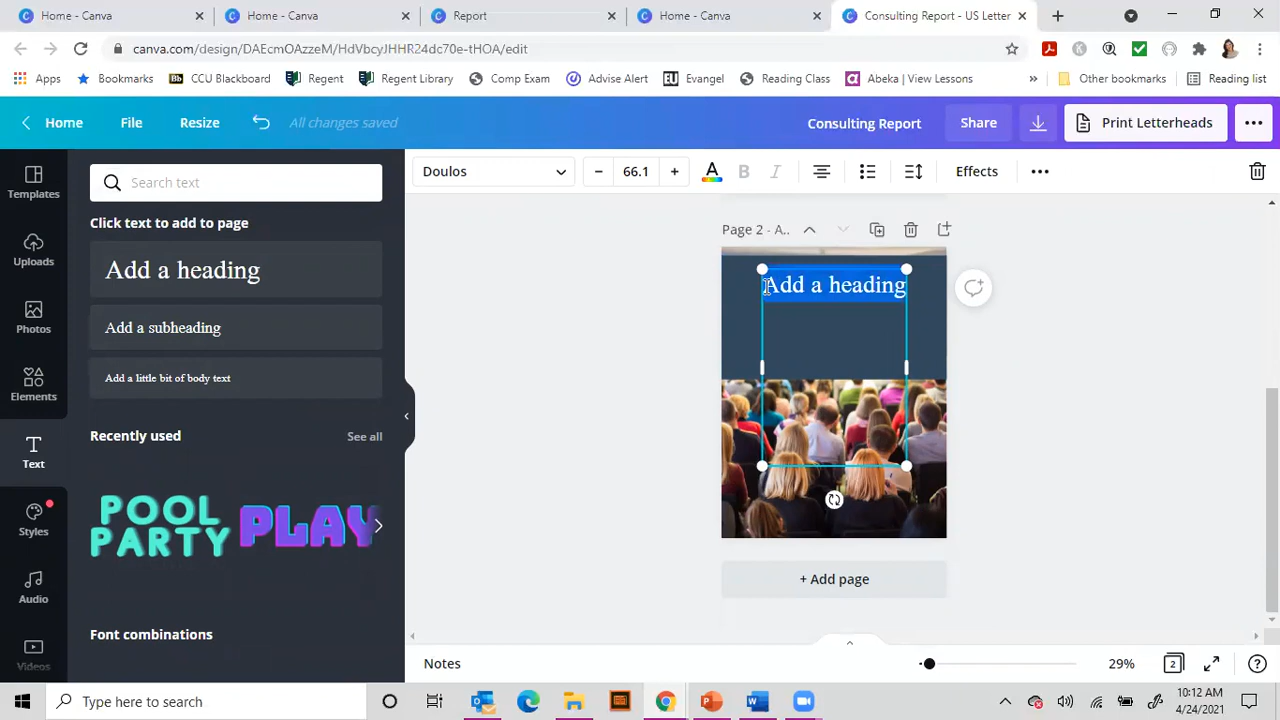 Home - Canva
Home - Canva
Report
Home - Canva
Consulting Report - US Letter
canva.com/design/DAEcmOAzzeM/HdVbcyJHHR24dc70e-tHOA/edit
Apps
Bookmarks
Bb CCU Blackboard
Regent
Regent Library
Comp Exam
Advise Alert
EU Evangel
Reading Class
a Abeka | View Lessons
»
Other bookmarks
Reading list
Home
File
Resize
All changes saved
Consulting Report
Share
Print Letterheads
Templates
Uploads
Photos
Elements
Text
Styles
Audio
Videos
Search text
Click text to add to page
Add a heading
Add a subheading
Add a little bit of body text
Recently used
See all
POOL
PARTY
PLAY
Font combinations
Doulos
66.1
A
B
I
Effects
Page 2 - A..
Add a heading
+ Add page
Notes
29%
2
Type here to search
10:12 AM
4/24/2021